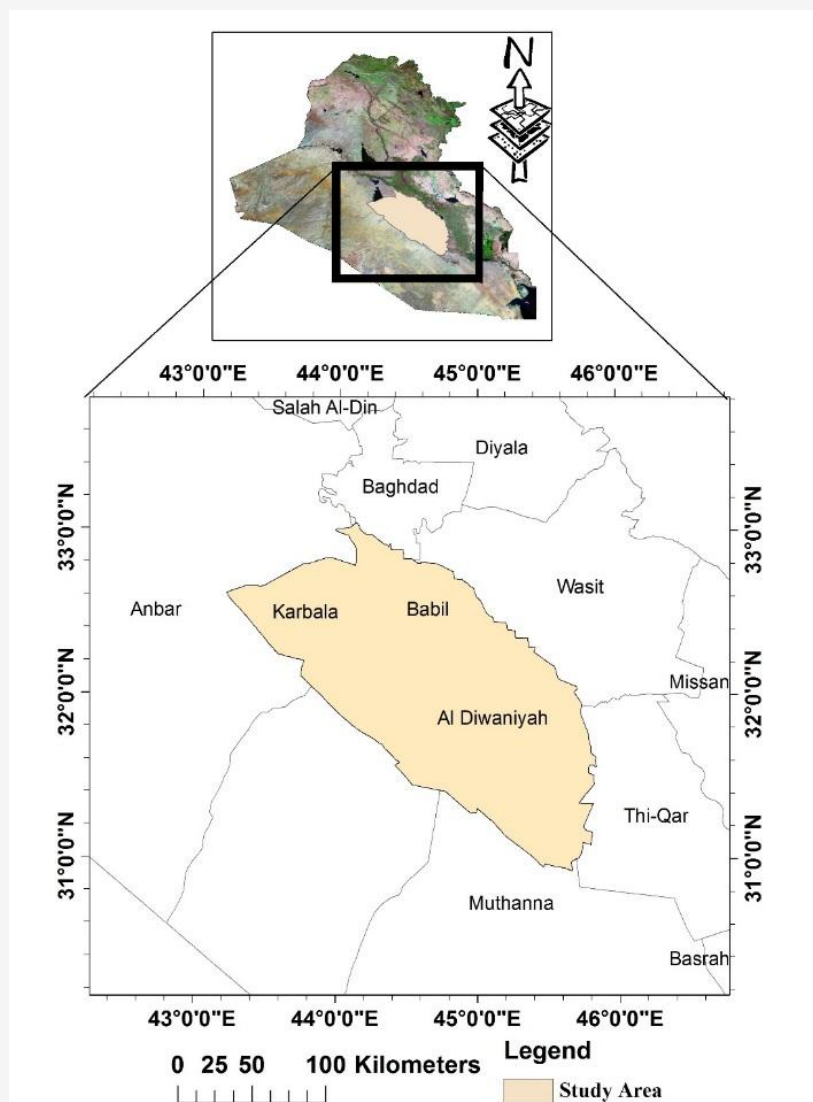 N
43°0'0"E 44°0'0"E 45°0'0"E 46°0'0"E
Salah Al-Din
Diyala
Baghdad
33°0'0"N
33°0'0"N
Wasit
Anbar
Karbala
Babil
Missan
32°0'0"N
32°0'0"N
Al Diwaniyah
Thi-Qar
31°0'0"N
31°0'0"N
Muthanna
Basrah
43°0'0"E 44°0'0"E 45°0'0"E 46°0'0"E
0 25 50 100 Kilometers
Legend
Study Area